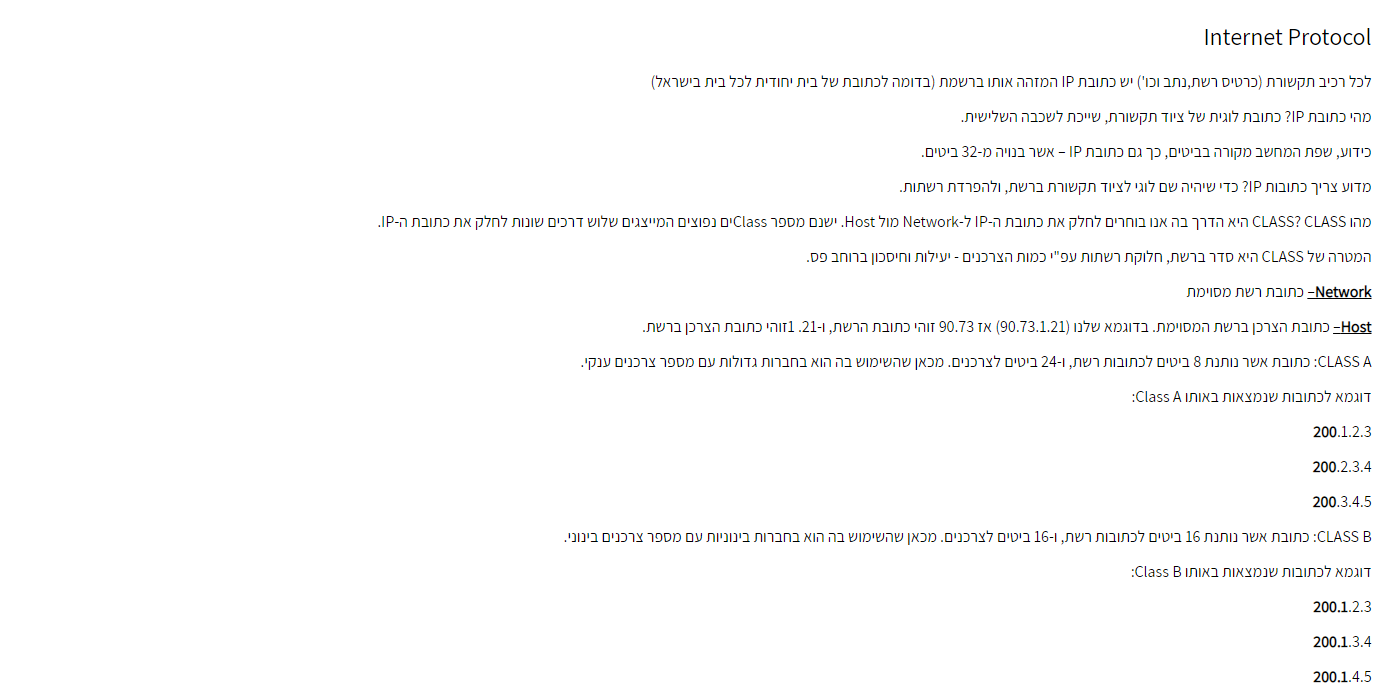 Internet Protocol
לכל רכיב תקשורת (כרטיס רשת,נתב וכו') יש כתובת IP המזהה אותו ברשמת (בדומה לכתובת של בית יחודית לכל בית בישראל)
מהי כתובת IP? כתובת לוגית של ציוד תקשורת, שייכת לשכבה השלישית.
כידוע, שפת המחשב מקורה בביטים, כך גם כתובת IP – אשר בנויה מ-32 ביטים.
מדוע צריך כתובות IP? כדי שיהיה שם לוגי לציוד תקשורת ברשת, ולהפרדת רשתות.
מהו CLASS? CLASS היא הדרך בה אנו בוחרים לחלק את כתובת ה-IP ל-Network מול Host. ישנם מספר Classים נפוצים המייצגים שלוש דרכים שונות לחלק את כתובת ה-IP.
המטרה של CLASS היא סדר ברשת, חלוקת רשתות עפ"י כמות הצרכנים - יעילות וחיסכון ברוחב פס.
Network– כתובת רשת מסוימת
Host– כתובת הצרכן ברשת המסוימת. בדוגמא שלנו (90.73.1.21) אז 90.73 זוהי כתובת הרשת, ו-21. 1זוהי כתובת הצרכן ברשת.
CLASS A: כתובת אשר נותנת 8 ביטים לכתובות רשת, ו-24 ביטים לצרכנים. מכאן שהשימוש בה הוא בחברות גדולות עם מספר צרכנים ענקי.
דוגמא לכתובות שנמצאות באותו Class A:
200.1.2.3
200.2.3.4
200.3.4.5
CLASS B: כתובת אשר נותנת 16 ביטים לכתובות רשת, ו-16 ביטים לצרכנים. מכאן שהשימוש בה הוא בחברות בינוניות עם מספר צרכנים בינוני.
דוגמא לכתובות שנמצאות באותו Class B:
200.1.2.3
200.1.3.4
200.1.4.5